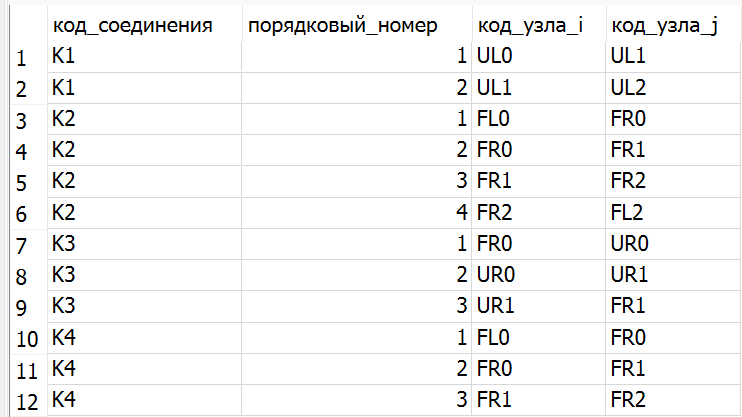 код_соединения порядковый_номер код_узла_i код_узла_j
1 K1 1 UL0 UL1
2 K1 2 UL1 UL2
3 K2 1 FL0 FR0
4 K2 2 FR0 FR1
5 K2 3 FR1 FR2
6 K2 4 FR2 FL2
7 K3 1 FR0 UR0
8 K3 2 UR0 UR1
9 K3 3 UR1 FR1
10 K4 1 FL0 FR0
11 K4 2 FR0 FR1
12 K4 3 FR1 FR2